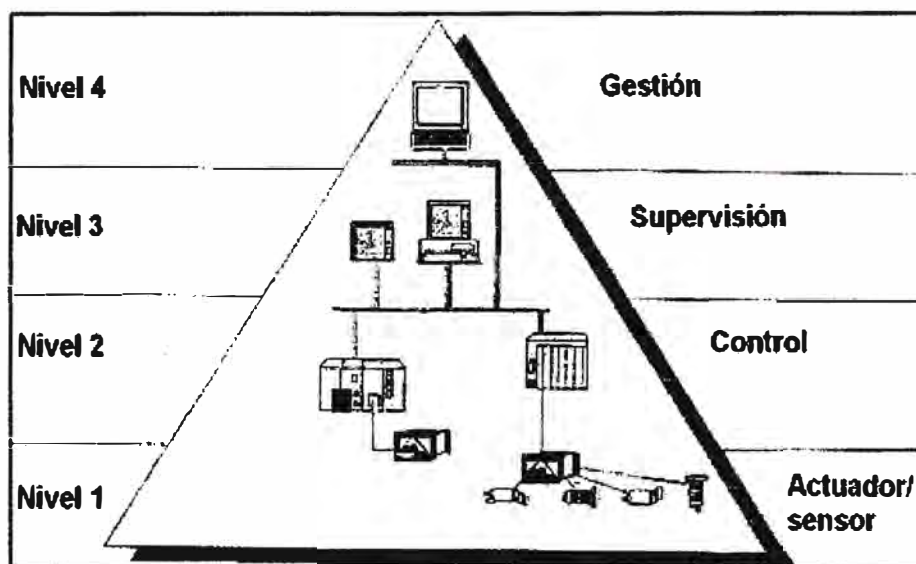 Nivel 4
Gestión
Nivel 3
Supervisión
Nivel 2
Control
Nivel 1
Actuador/
sensor